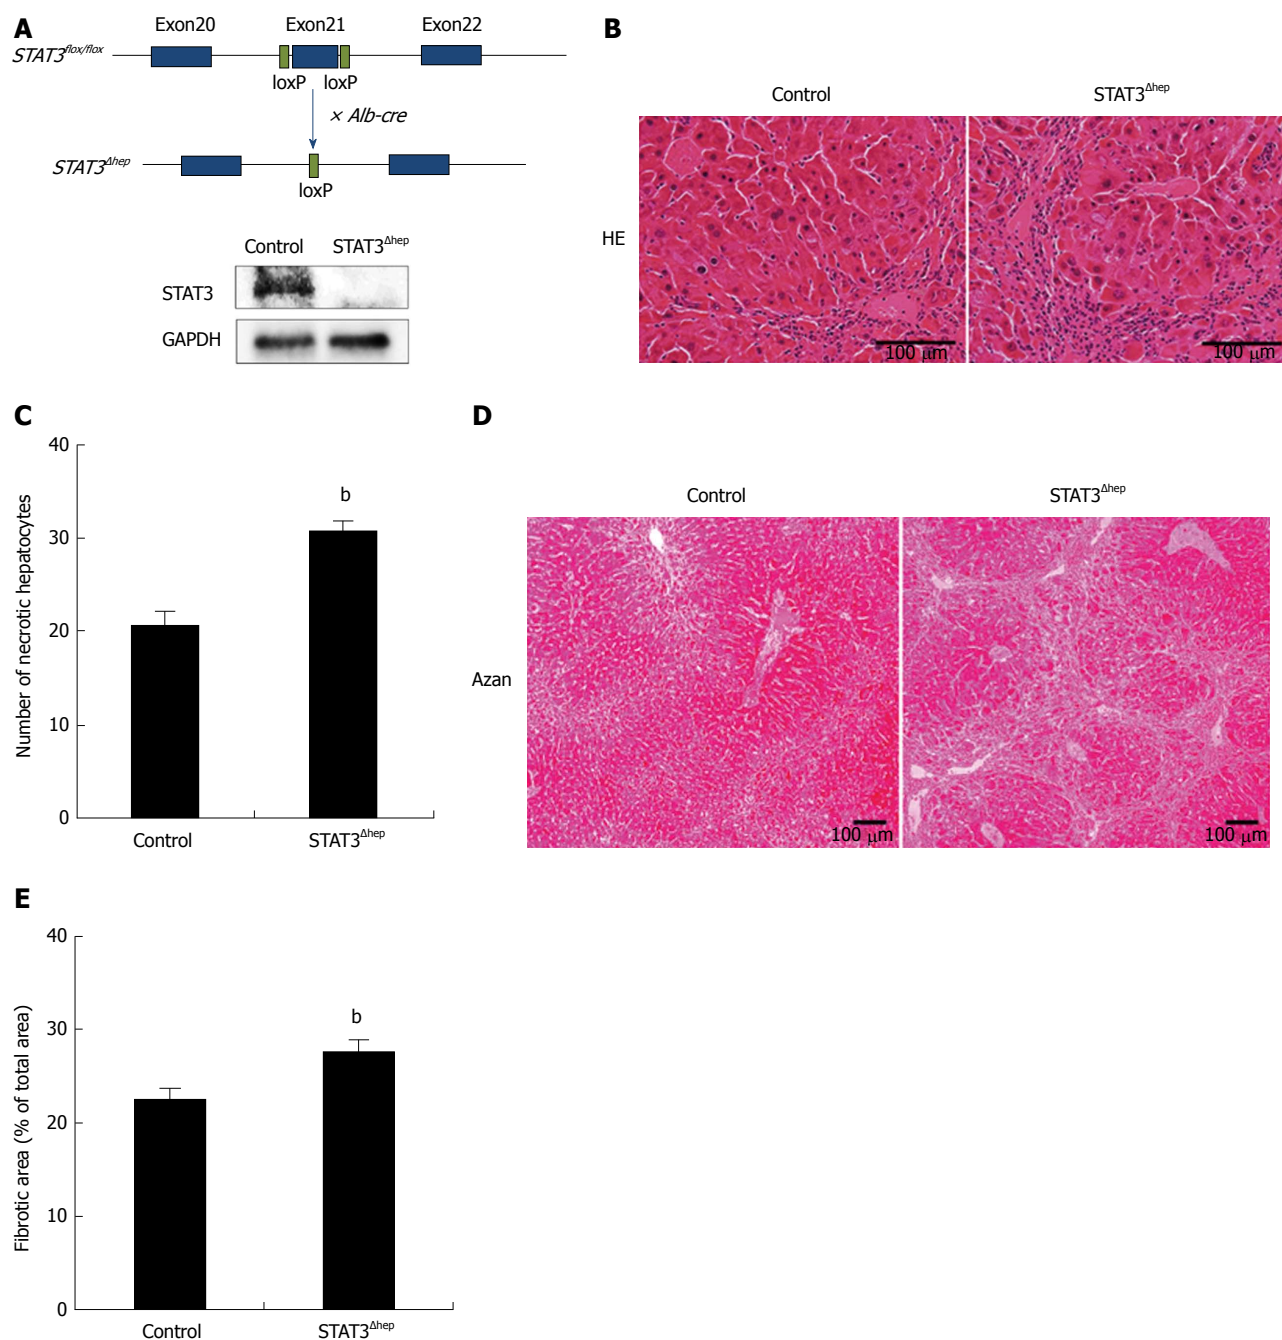 A
Exon20 Exon21 Exon22
STAT3flox/flox
loxP loxP
× Alb-cre
STAT3Δhep
loxP
Control STAT3Δhep
STAT3
GAPDH
B
Control STAT3Δhep
HE
100 μm 100 μm
C
40
30
20
10
0
Number of necrotic hepatocytes
b
Control STAT3Δhep
D
Control STAT3Δhep
Azan
100 μm 100 μm
E
40
30
20
10
0
Fibrotic area (% of total area)
b
Control STAT3Δhep